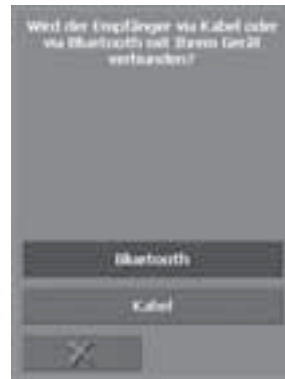 Wird der Empfänger via Kabel oder
via Bluetooth mit Ihrem Gerät
verbunden?
Bluetooth
Kabel